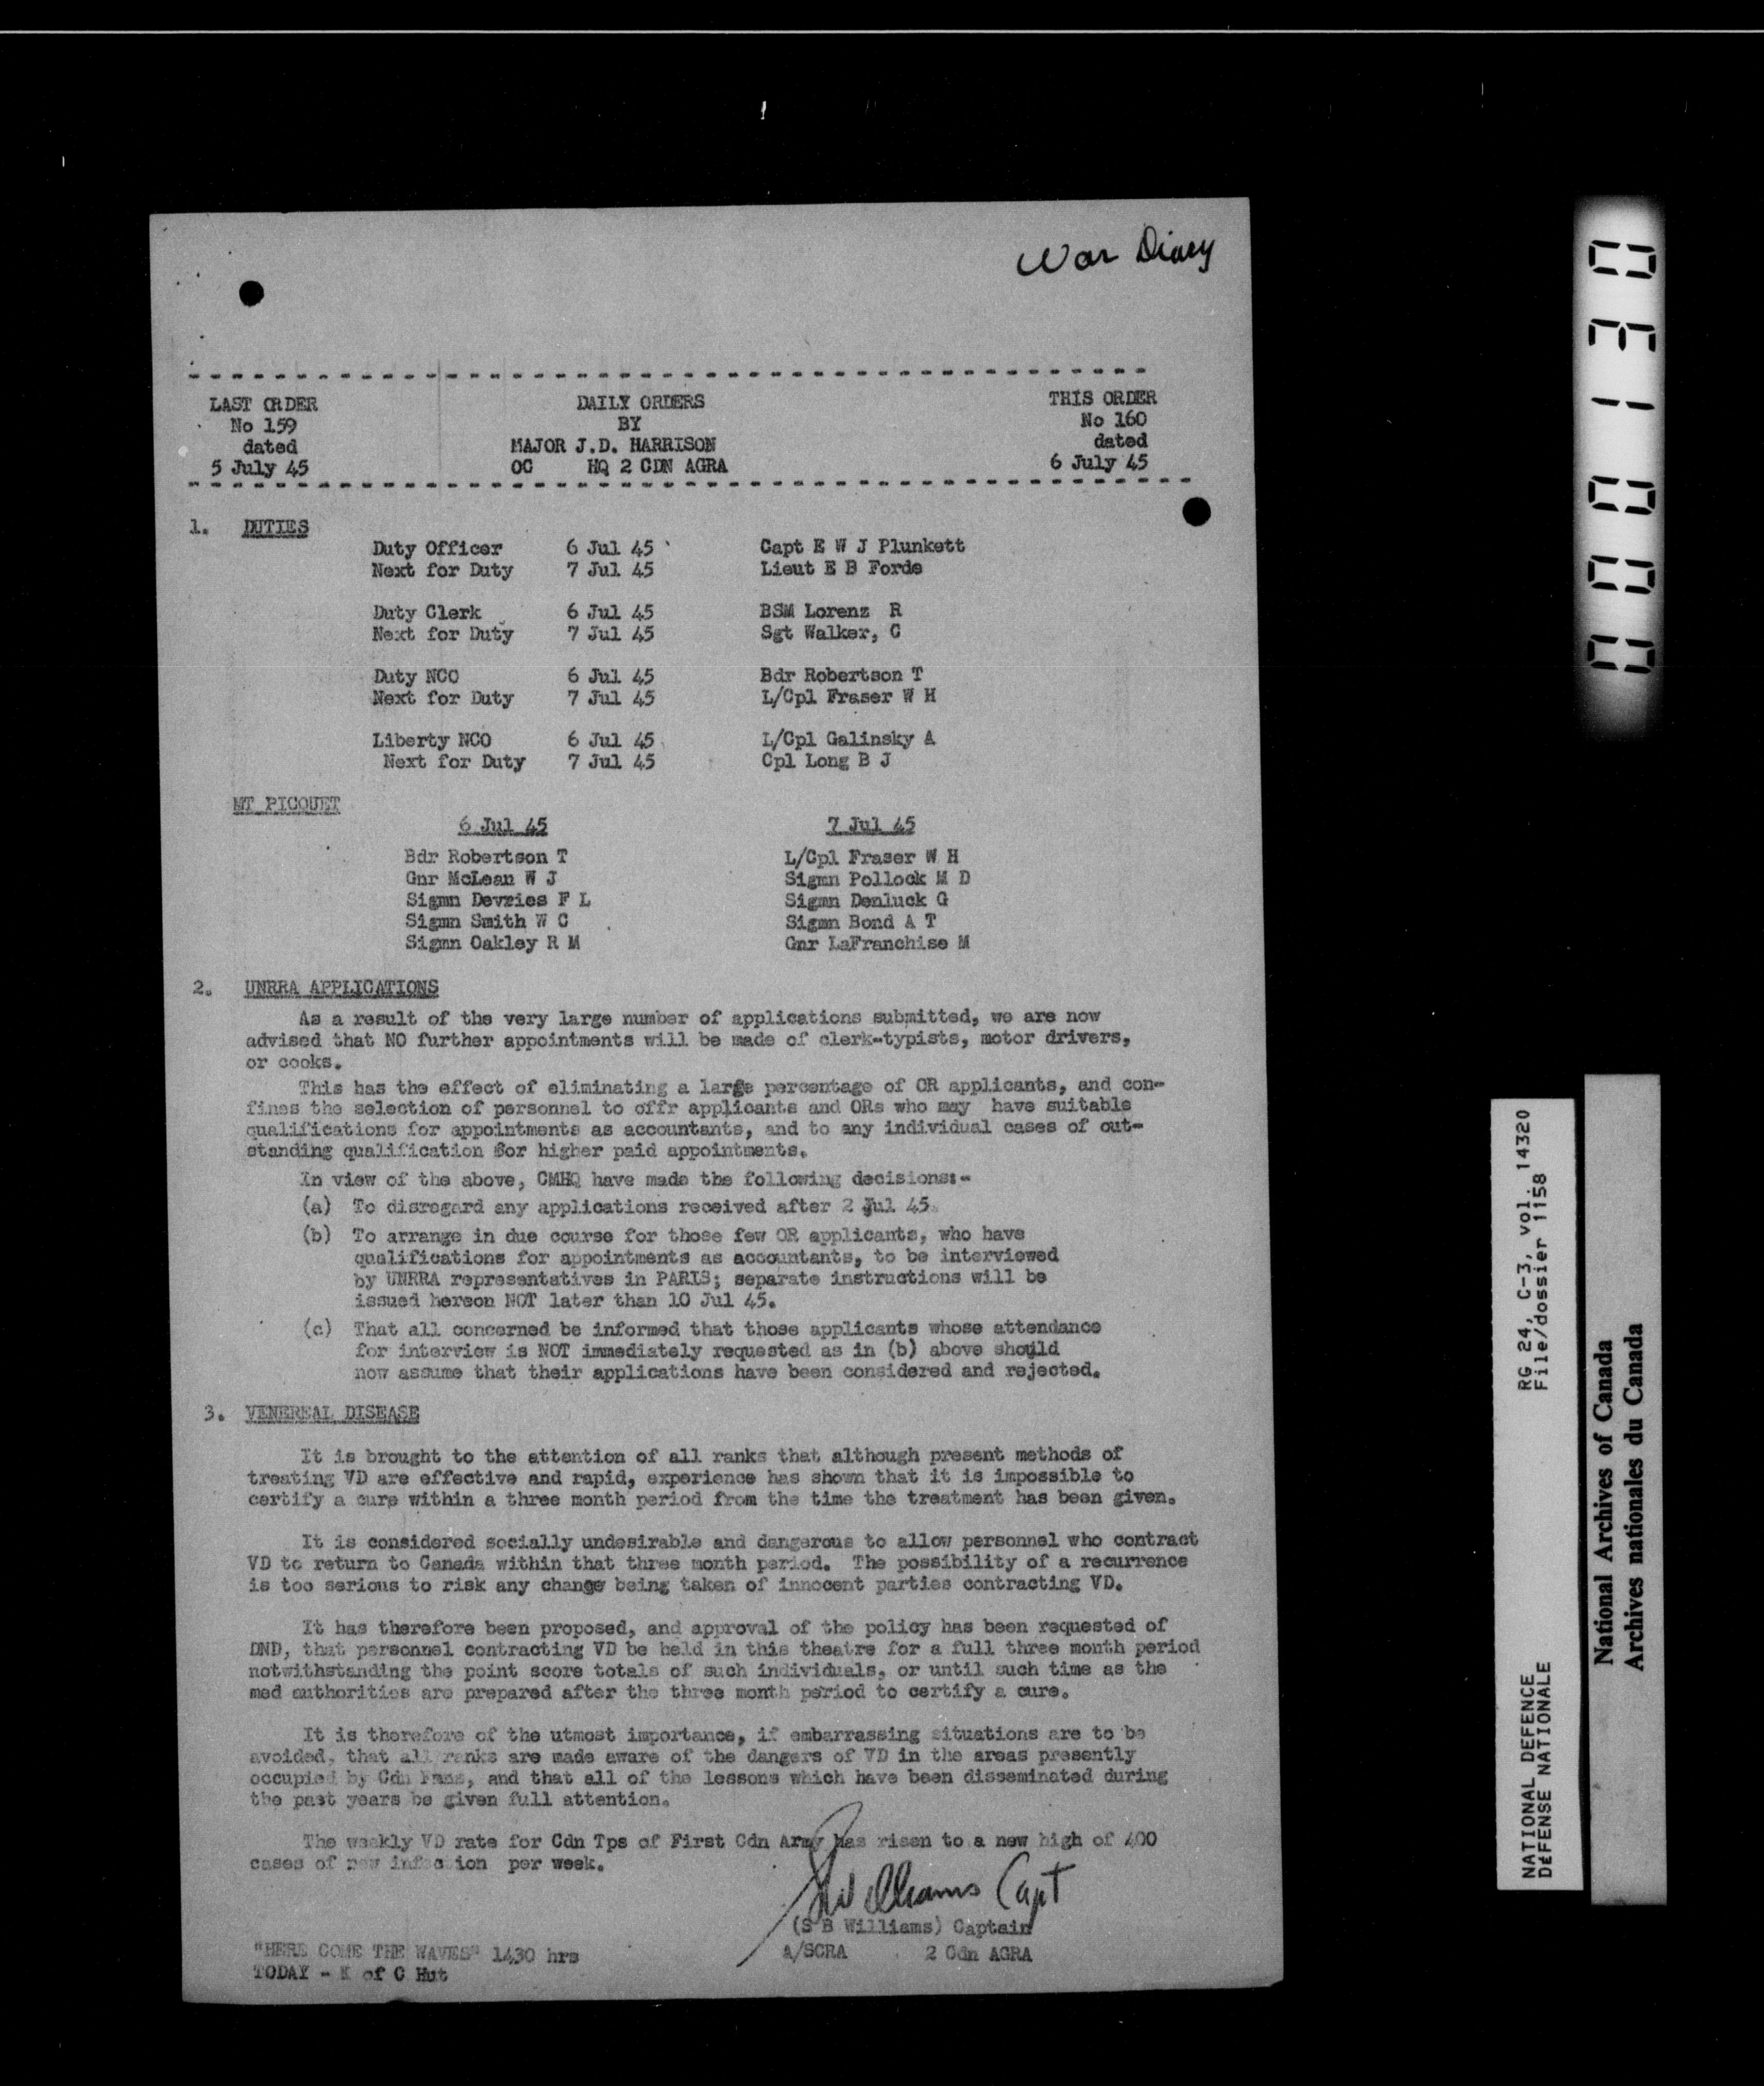 War Diary
LAST ORDER
No 159
dated
5 July 45
DAILY ORDERS
BY
MAJOR J.D. HARRISON
OC HQ 2 CDN AGRA
THIS ORDER
No 160
dated
6 July 45
1. DUTIES
Duty Officer 6 Jul 45 Capt E W J Plunkett
Next for Duty 7 Jul 45 Lieut E B Forde
Duty Clerk 6 Jul 45 BSM Lorenz R
Next for Duty 7 Jul 45 Sgt Walker, C
Duty NCO 6 Jul 45 Bdr Robertson T
Next for Duty 7 Jul 45 L/Cpl Fraser W H
Liberty NCO 6 Jul 45 L/Cpl Galinsky A
Next for Duty 7 Jul 45 Cpl Long B J
MT PICQUET
6 Jul 45 7 Jul 45
Bdr Robertson T L/Cpl Fraser W H
Gnr McLean W J Sigmn Pollock M D
Sigmn Devries F L Sigmn Denluck G
Sigmn Smith W C Sigmn Bond A T
Sigmn Oakley R M Gnr LaFranchise M
2. UNRRA APPLICATIONS
As a result of the very large number of applications submitted, we are now
advised that NO further appointments will be made of clerk-typists, motor drivers,
or cooks.
This has the effect of eliminating a large percentage of OR applicants, and con-
fines the selection of personnel to offr applicants and ORs who may have suitable
qualifications for appointments as accountants, and to any individual cases of out-
standing qualification for higher paid appointments.
In view of the above, CMHQ have made the following decisions:-
(a) To disregard any applications received after 2 Jul 45.
(b) To arrange in due course for those few OR applicants, who have
qualifications for appointments as accountants, to be interviewed
by UNRRA representatives in PARIS; separate instructions will be
issued hereon NOT later than 10 Jul 45.
(c) That all concerned be informed that those applicants whose attendance
for interview is NOT immediately requested as in (b) above should
now assume that their applications have been considered and rejected.
3. VENEREAL DISEASE
It is brought to the attention of all ranks that although present methods of
treating VD are effective and rapid, experience has shown that it is impossible to
certify a cure within a three month period from the time the treatment has been given.
It is considered socially undesirable and dangerous to allow personnel who contract
VD to return to Canada within that three month period. The possibility of a recurrence
is too serious to risk any change being taken of innocent parties contracting VD.
It has therefore been proposed, and approval of the policy has been requested of
DND, that personnel contracting VD be held in this theatre for a full three month period
notwithstanding the point score totals of such individuals, or until such time as the
med authorities are prepared after the three month period to certify a cure.
It is therefore of the utmost importance, if embarrassing situations are to be
avoided, that all ranks are made aware of the dangers of VD in the areas presently
occupied by Cdn , and that all of the lessons which have been disseminated during
the past years be given full attention.
The weekly VD rate for Cdn Tps of First Cdn Army has risen to a new high of 400
cases of new infection per week.
Williams Capt
(S B Williams) Captain
A/SCRA 2 Cdn AGRA
"HERE COME THE WAVES" 1430 hrs
TODAY - K of C Hut
0000130
RG 24, C-3, vol. 14320
File/dossier 1158
NATIONAL DEFENCE
DÉFENSE NATIONALE
National Archives of Canada
Archives nationales du Canada